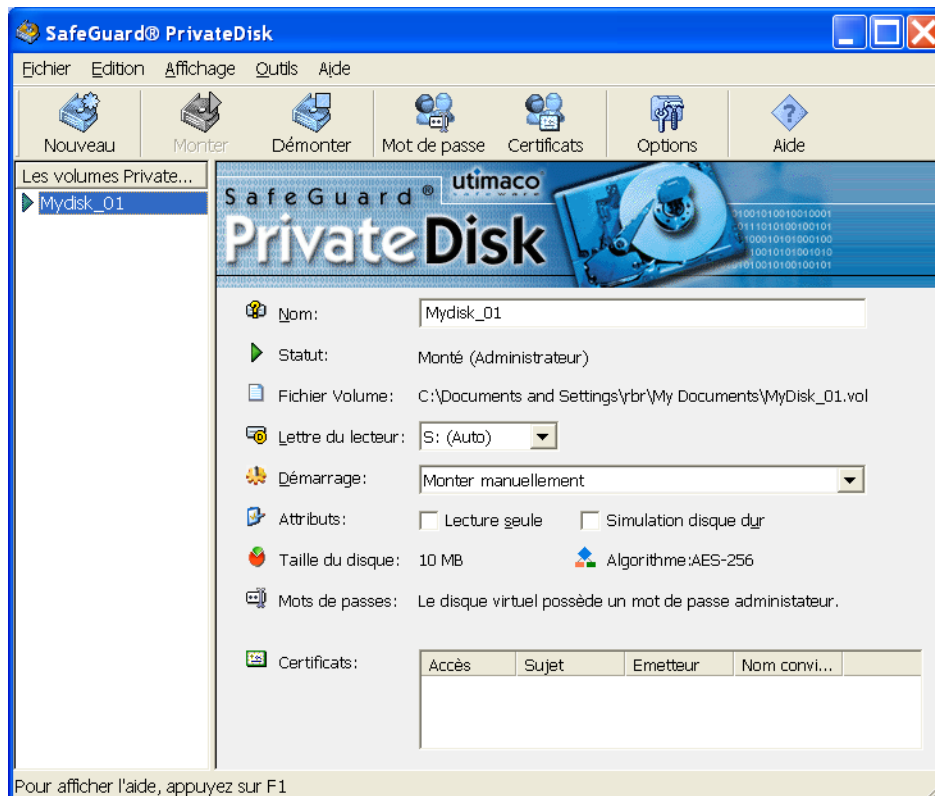 SafeGuard® PrivateDisk
Fichier Edition Affichage Outils Aide
Nouveau Monter Démonter Mot de passe Certificats Options Aide
Les volumes Private...
Mydisk_01
SafeGuard® utimaco
software
PrivateDisk
Nom: Mydisk_01
Statut: Monté (Administrateur)
Fichier Volume: C:\Documents and Settings\rbr\My Documents\MyDisk_01.vol
Lettre du lecteur: S: (Auto)
Démarrage: Monter manuellement
Attributs: Lecture seule Simulation disque dur
Taille du disque: 10 MB Algorithme:AES-256
Mots de passes: Le disque virtuel possède un mot de passe administateur.
Certificats: Accès Sujet Emetteur Nom convi...
Pour afficher l'aide, appuyez sur F1